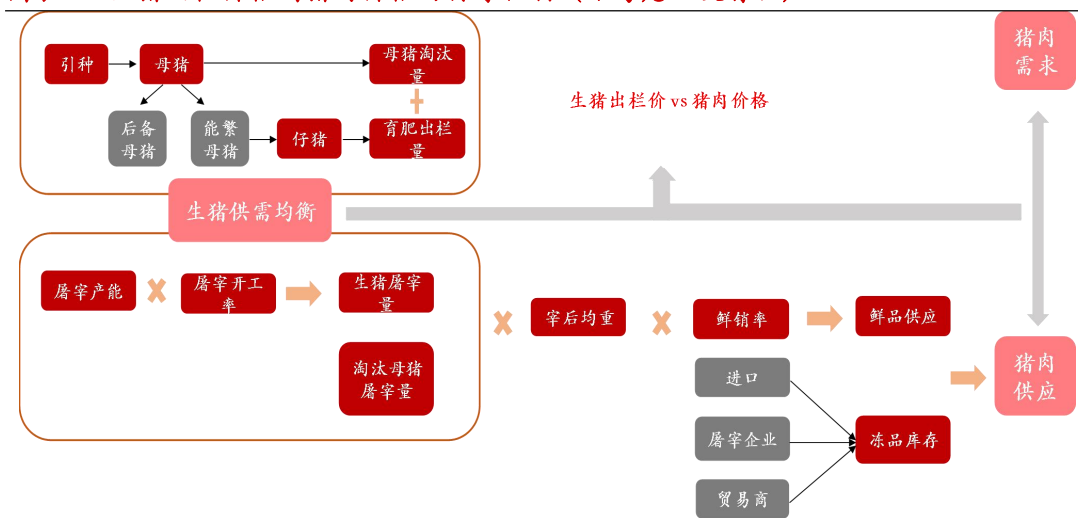 引种
母猪
母猪淘汰
量
后备
母猪
能繁
母猪
仔猪
育肥出栏
量
生猪出栏价 vs 猪肉价格
猪肉
需求
生猪供需均衡
屠宰产能
屠宰开工
率
生猪屠宰
量
淘汰母猪
屠宰量
宰后均重
鲜销率
鲜品供应
进口
屠宰企业
贸易商
冻品库存
猪肉
供应